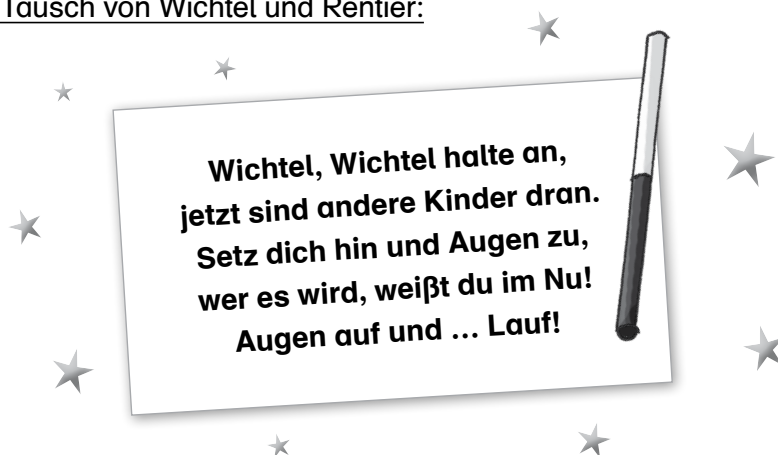 Tausch von Wichtel und Rentier:
Wichtel, Wichtel halte an,
jetzt sind andere Kinder dran.
Setz dich hin und Augen zu,
wer es wird, weißt du im Nu!
Augen auf und ... Lauf!